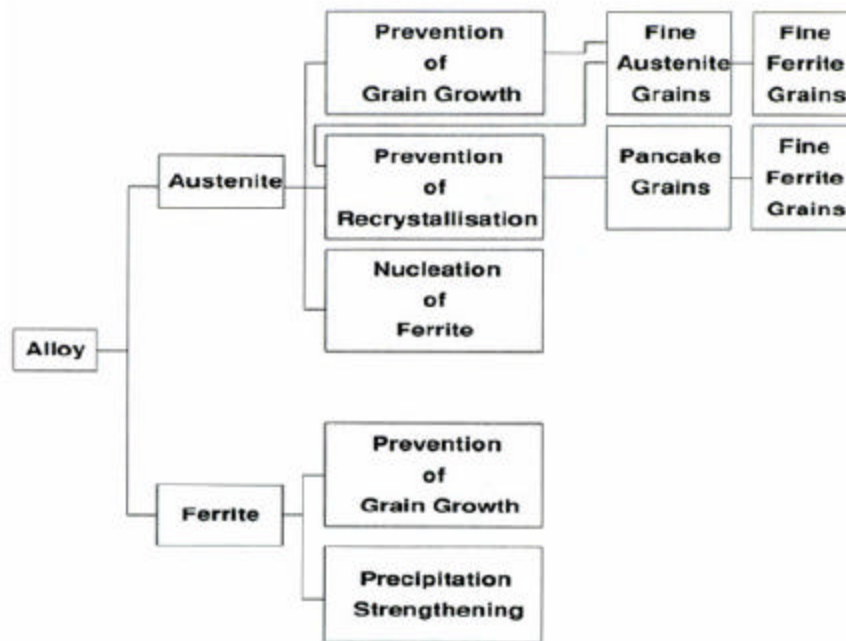 Prevention
of
Grain Growth
Fine
Austenite
Grains
Fine
Ferrite
Grains
Austenite
Prevention
of
Recrystallisation
Pancake
Grains
Fine
Ferrite
Grains
Nucleation
of
Ferrite
Alloy
Prevention
of
Grain Growth
Ferrite
Precipitation
Strengthening